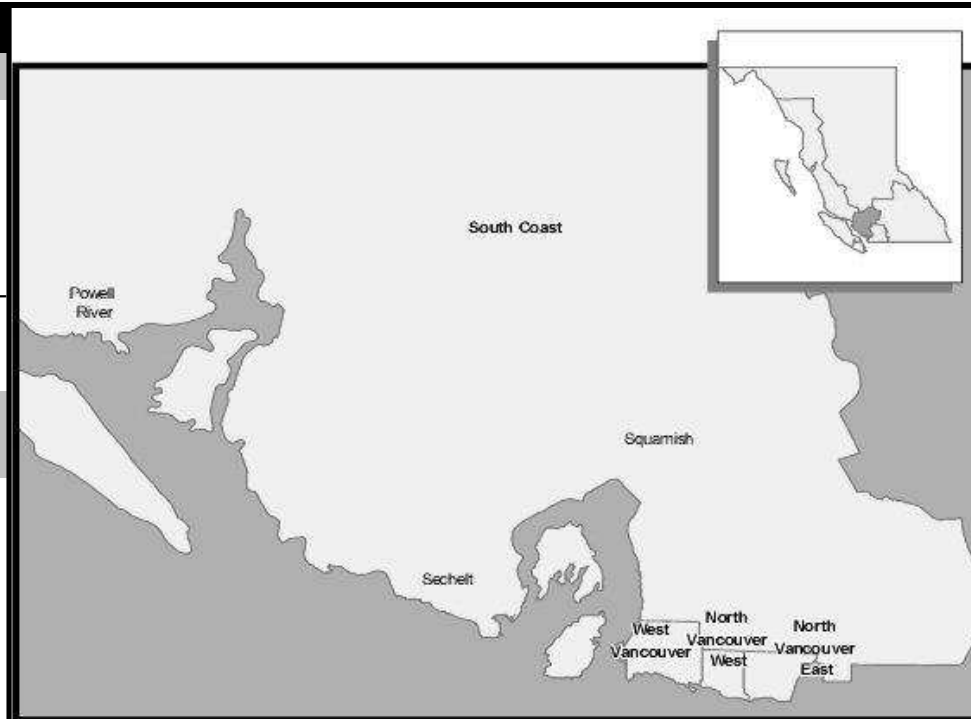 South Coast
Powell
River
Squamish
Sechelt
West
Vancouver
North
Vancouver
West
North
Vancouver
East